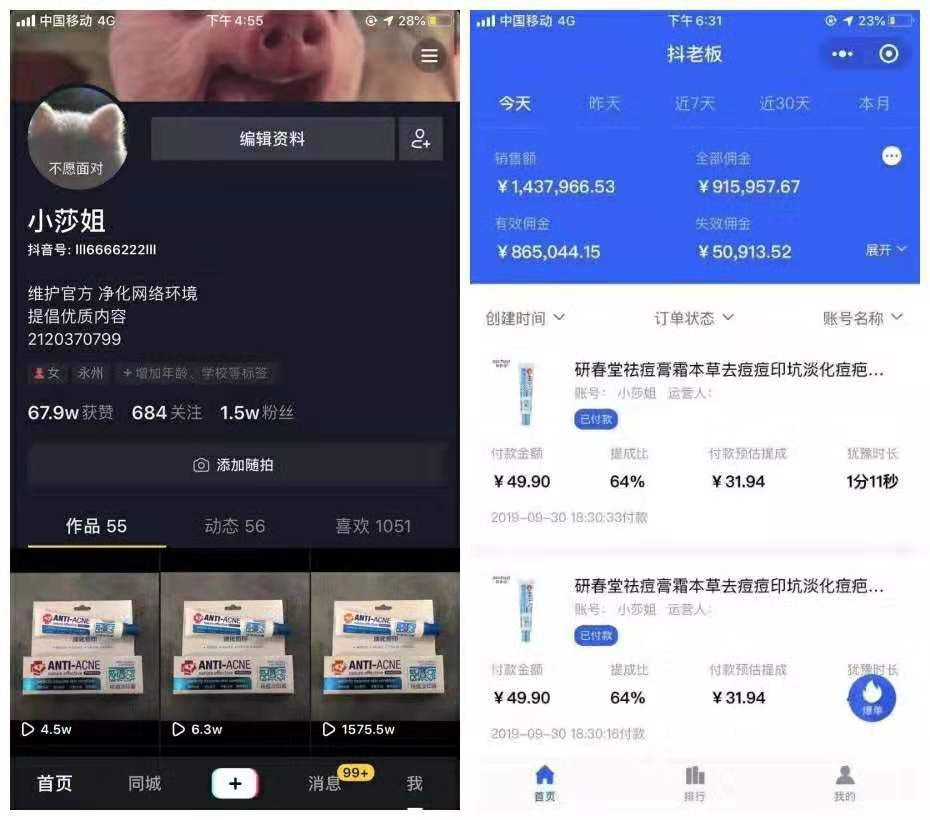 中国移动 4G
下午 4:55
28%
不愿面对
编辑资料
小莎姐
抖音号: lll6666222lll
维护官方 净化网络环境
提倡优质内容
2120370799
女
永州
+ 增加年龄、学校等标签
67.9w 获赞
684 关注
1.5w 粉丝
添加随拍
作品 55
动态 56
喜欢 1051
ANTI-ACNE
ANTI-ACNE
ANTI-ACNE
ANTI-ACNE
ANTI-ACNE
ANTI-ACNE
4.5w
6.3w
1575.5w
首页
同城
+
消息
99+
我
中国移动 4G
下午 6:31
23%
抖老板
今天
昨天
近7天
近30天
本月
销售额
全部佣金
¥1,437,966.53
¥915,957.67
有效佣金
失效佣金
¥865,044.15
¥50,913.52
展开
创建时间
订单状态
账号名称
研春堂祛痘膏霜本草去痘痘印坑淡化痘疤...
账号: 小莎姐 运营人:
已付款
付款金额
提成比
付款预估提成
犹豫时长
¥49.90
64%
¥31.94
1分11秒
2019-09-30 18:30:33付款
研春堂祛痘膏霜本草去痘痘印坑淡化痘疤...
账号: 小莎姐 运营人:
已付款
付款金额
提成比
付款预估提成
犹豫时长
¥49.90
64%
¥31.94
爆单
2019-09-30 18:30:16付款
首页
排行
我的